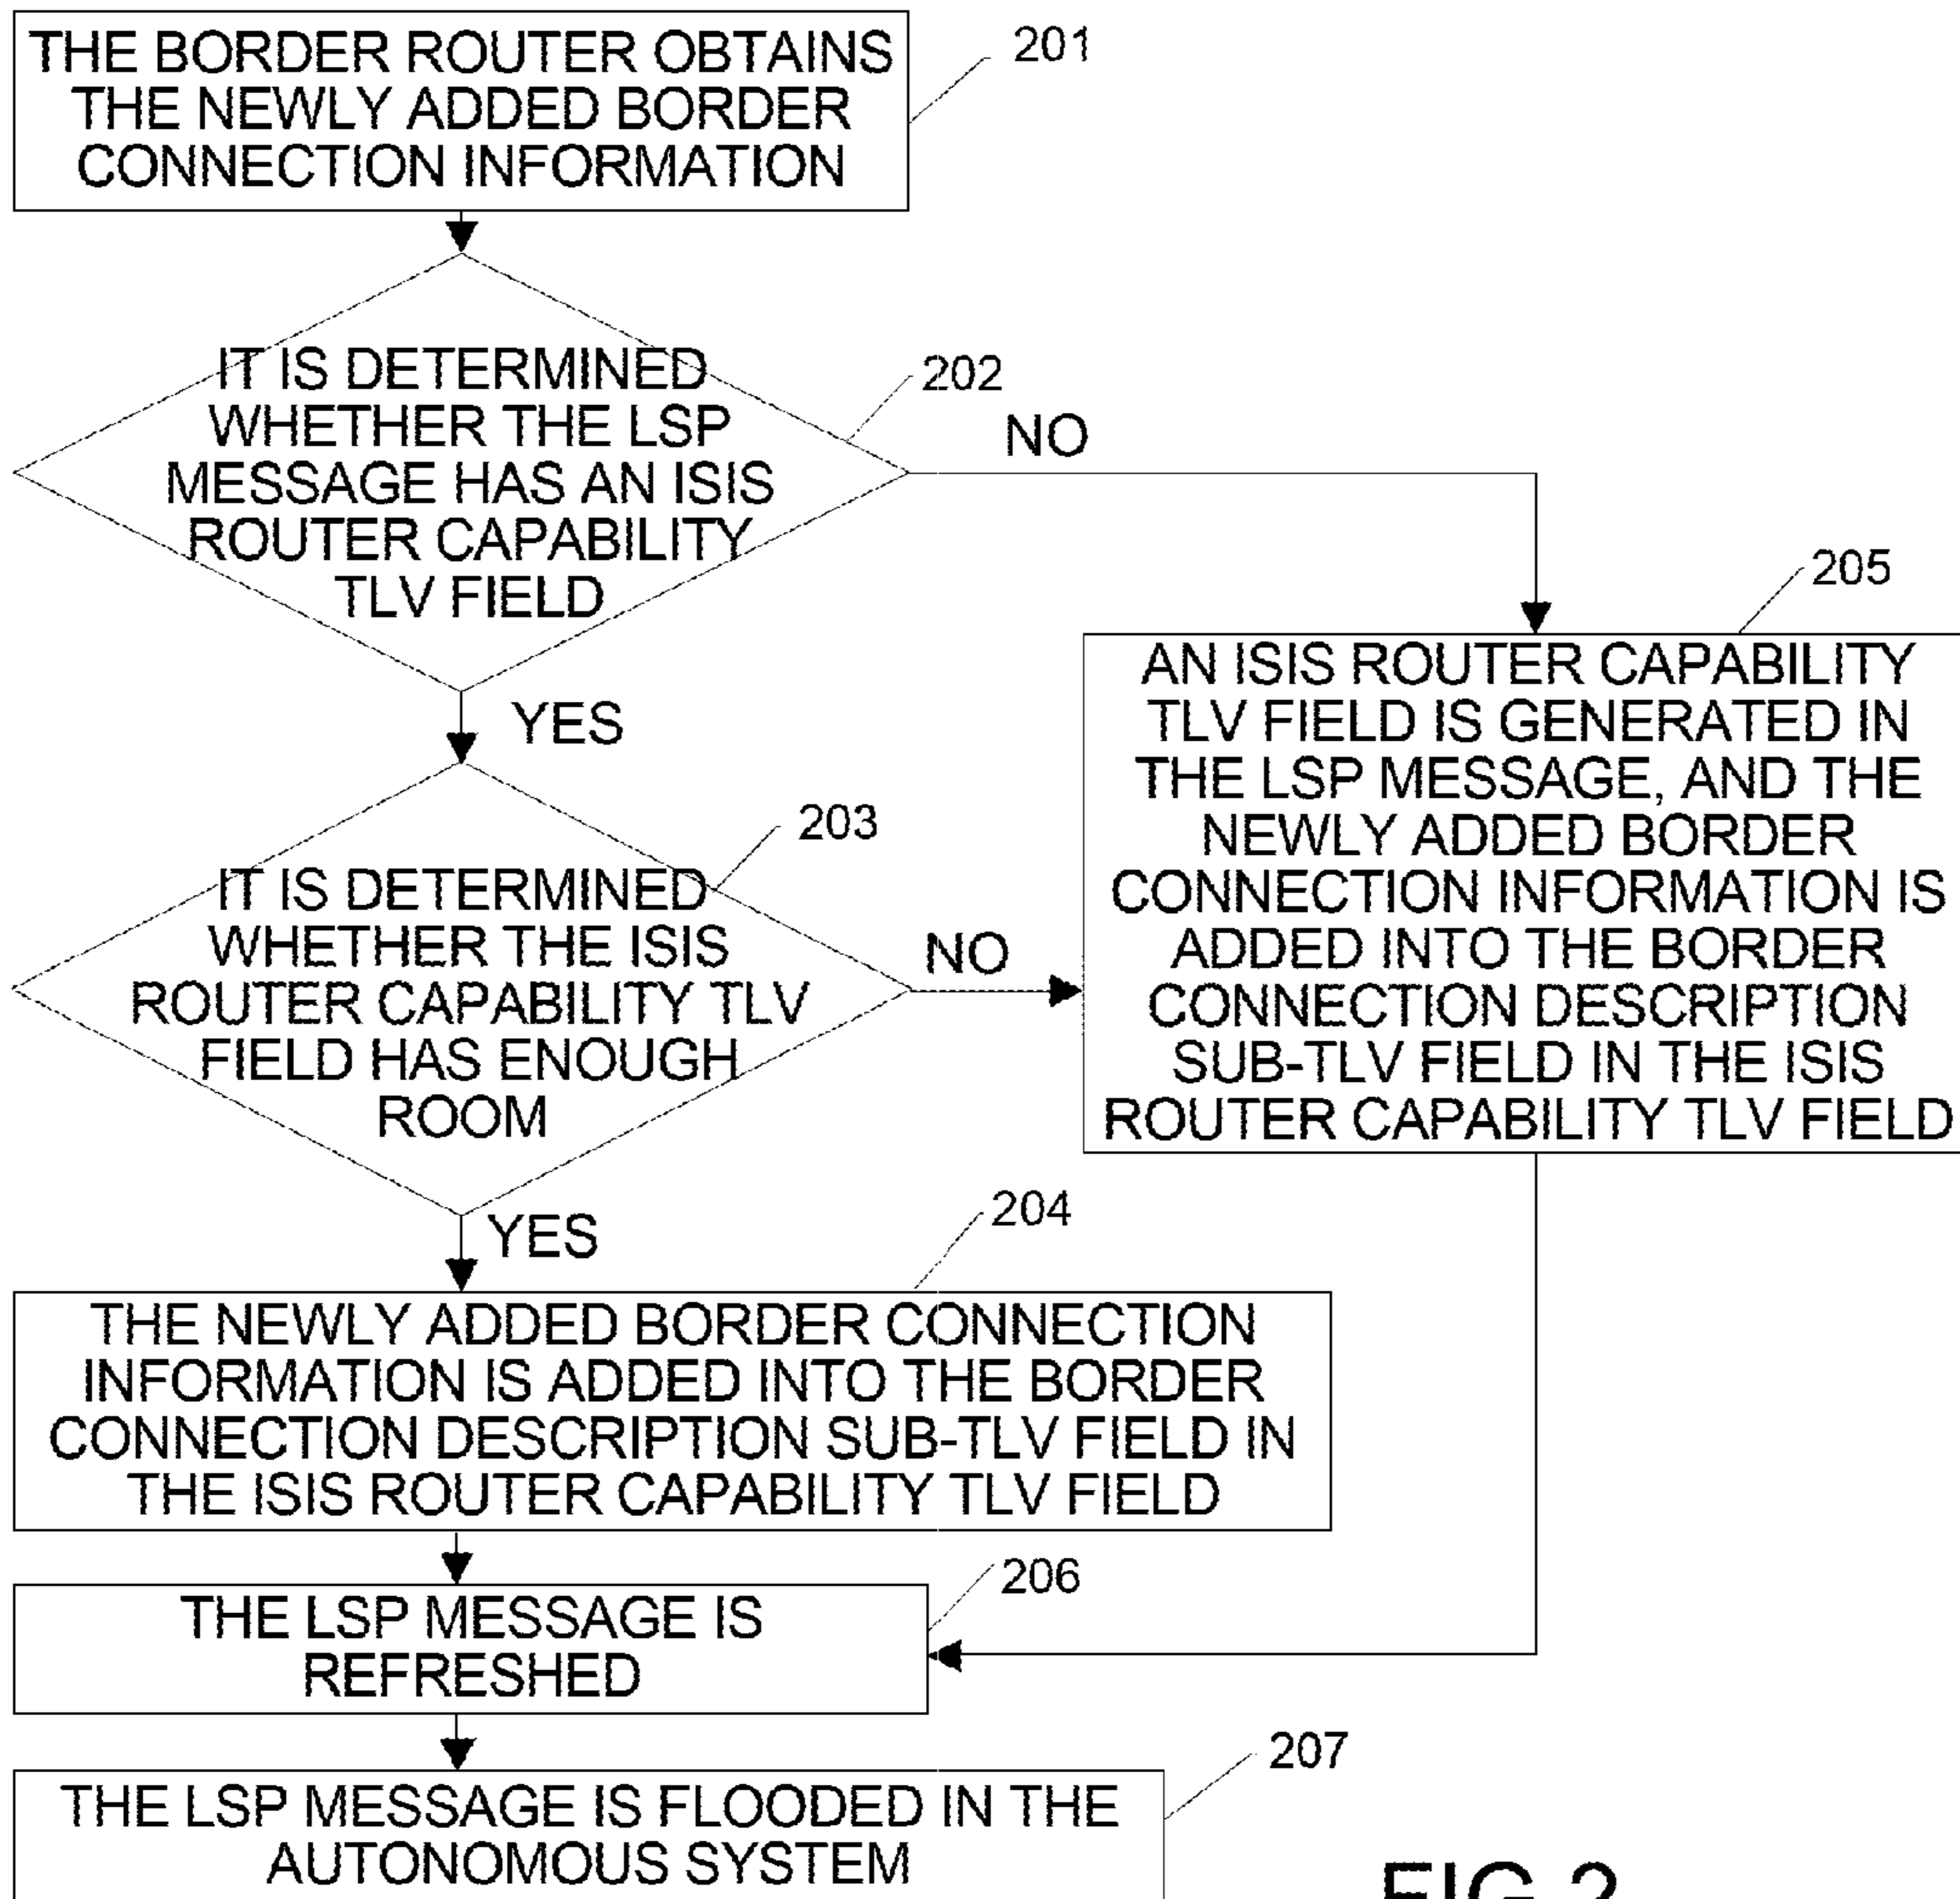 THE BORDER ROUTER OBTAINS
THE NEWLY ADDED BORDER
CONNECTION INFORMATION
201
IT IS DETERMINED
WHETHER THE LSP
MESSAGE HAS AN ISIS
ROUTER CAPABILITY
TLV FIELD
202
NO
YES
IT IS DETERMINED
WHETHER THE ISIS
ROUTER CAPABILITY TLV
FIELD HAS ENOUGH
ROOM
203
NO
YES
205
AN ISIS ROUTER CAPABILITY
TLV FIELD IS GENERATED IN
THE LSP MESSAGE, AND THE
NEWLY ADDED BORDER
CONNECTION INFORMATION IS
ADDED INTO THE BORDER
CONNECTION DESCRIPTION
SUB-TLV FIELD IN THE ISIS
ROUTER CAPABILITY TLV FIELD
204
THE NEWLY ADDED BORDER CONNECTION
INFORMATION IS ADDED INTO THE BORDER
CONNECTION DESCRIPTION SUB-TLV FIELD IN
THE ISIS ROUTER CAPABILITY TLV FIELD
206
THE LSP MESSAGE IS
REFRESHED
207
THE LSP MESSAGE IS FLOODED IN THE
AUTONOMOUS SYSTEM
FIG.2